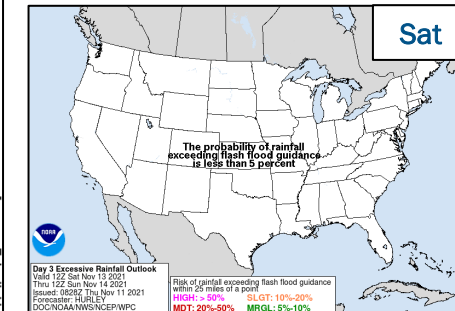 Sat
The probability of rainfall
exceeding flash flood guidance
is less than 5 percent
NOAA
Day 3 Excessive Rainfall Outlook
Valid 12Z Sat Nov 13 2021
Thru 12Z Sun Nov 14 2021
Issued: 0828Z Thu Nov 11 2021
Forecaster: HURLEY
DOC/NOAA/NWS/NCEP/WPC
Risk of rainfall exceeding flash flood guidance
within 25 miles of a point
HIGH: > 50% SLGT: 10%-20%
MDT: 20%-50% MRGL: 5%-10%